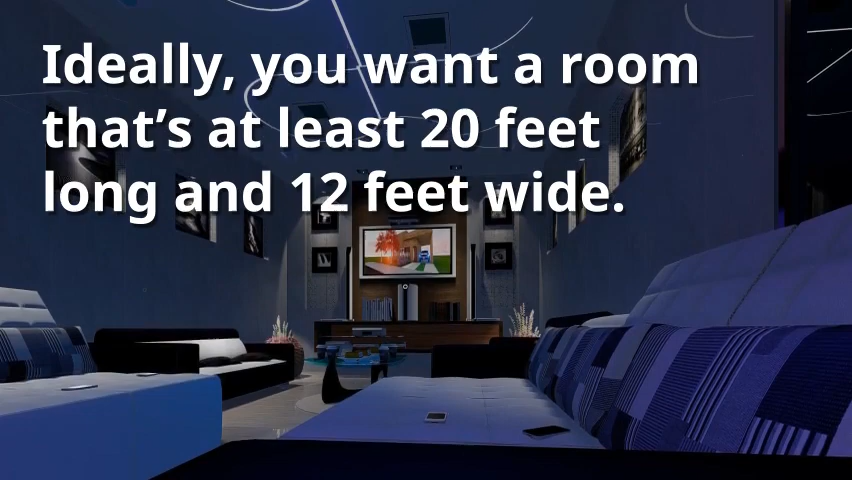 Ideally, you want a room
that’s at least 20 feet
long and 12 feet wide.